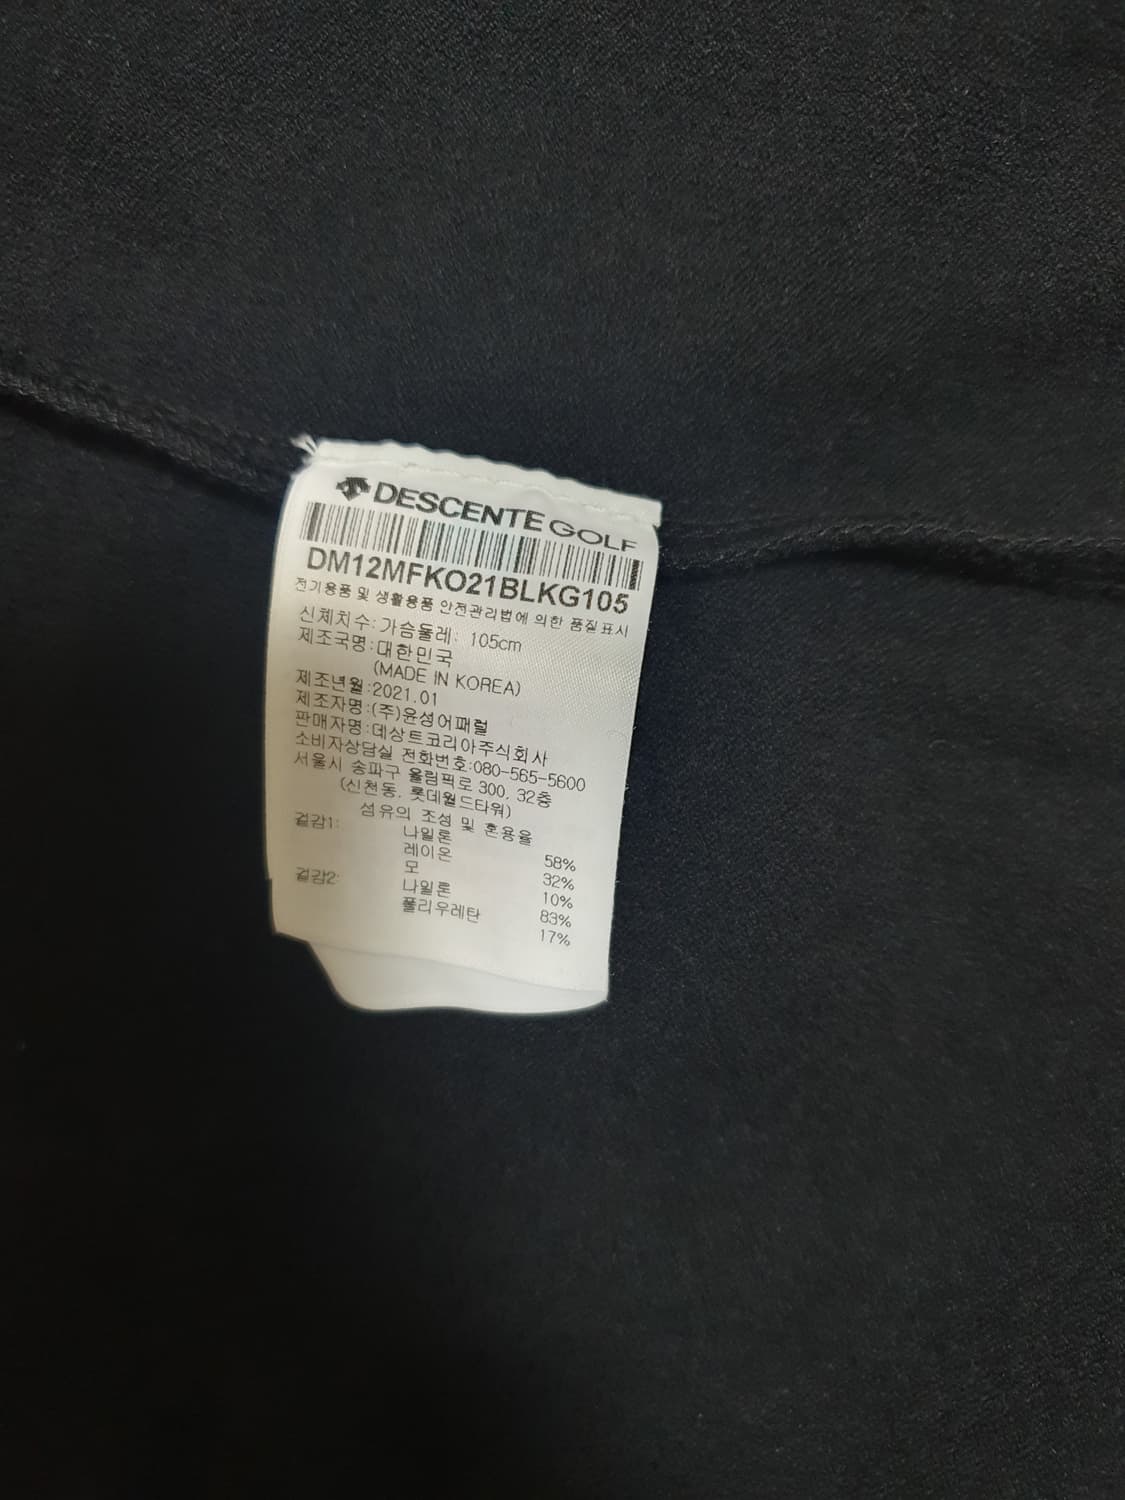 DESCENTE GOLF
DM12MFKO21BLKG105
전기용품 및 생활용품 안전관리법에 의한 품질표시
신체치수: 가슴둘레: 105cm
제조국명:대한민국
(MADE IN KOREA)
제조년월:2021.01
제조자명:(주)윤성어패럴
판매자명:데상트코리아주식회사
소비자상담실 전화번호:080-565-5600
서울시 송파구 올림픽로 300, 32층
(신천동, 롯데월드타워)
섬유의 조성 및 혼용율
겉감1: 나일론 58%
레이온 32%
모 10%
겉감2: 나일론 83%
폴리우레탄 17%